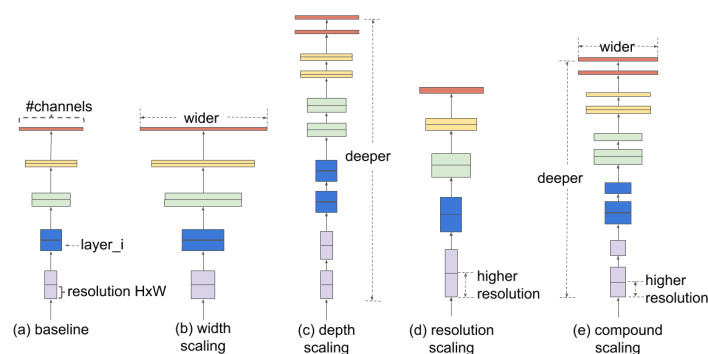 #channels
layer_i
resolution HxW
(a) baseline
wider
(b) width
scaling
deeper
(c) depth
scaling
higher
resolution
(d) resolution
scaling
wider
deeper
higher
resolution
(e) compound
scaling